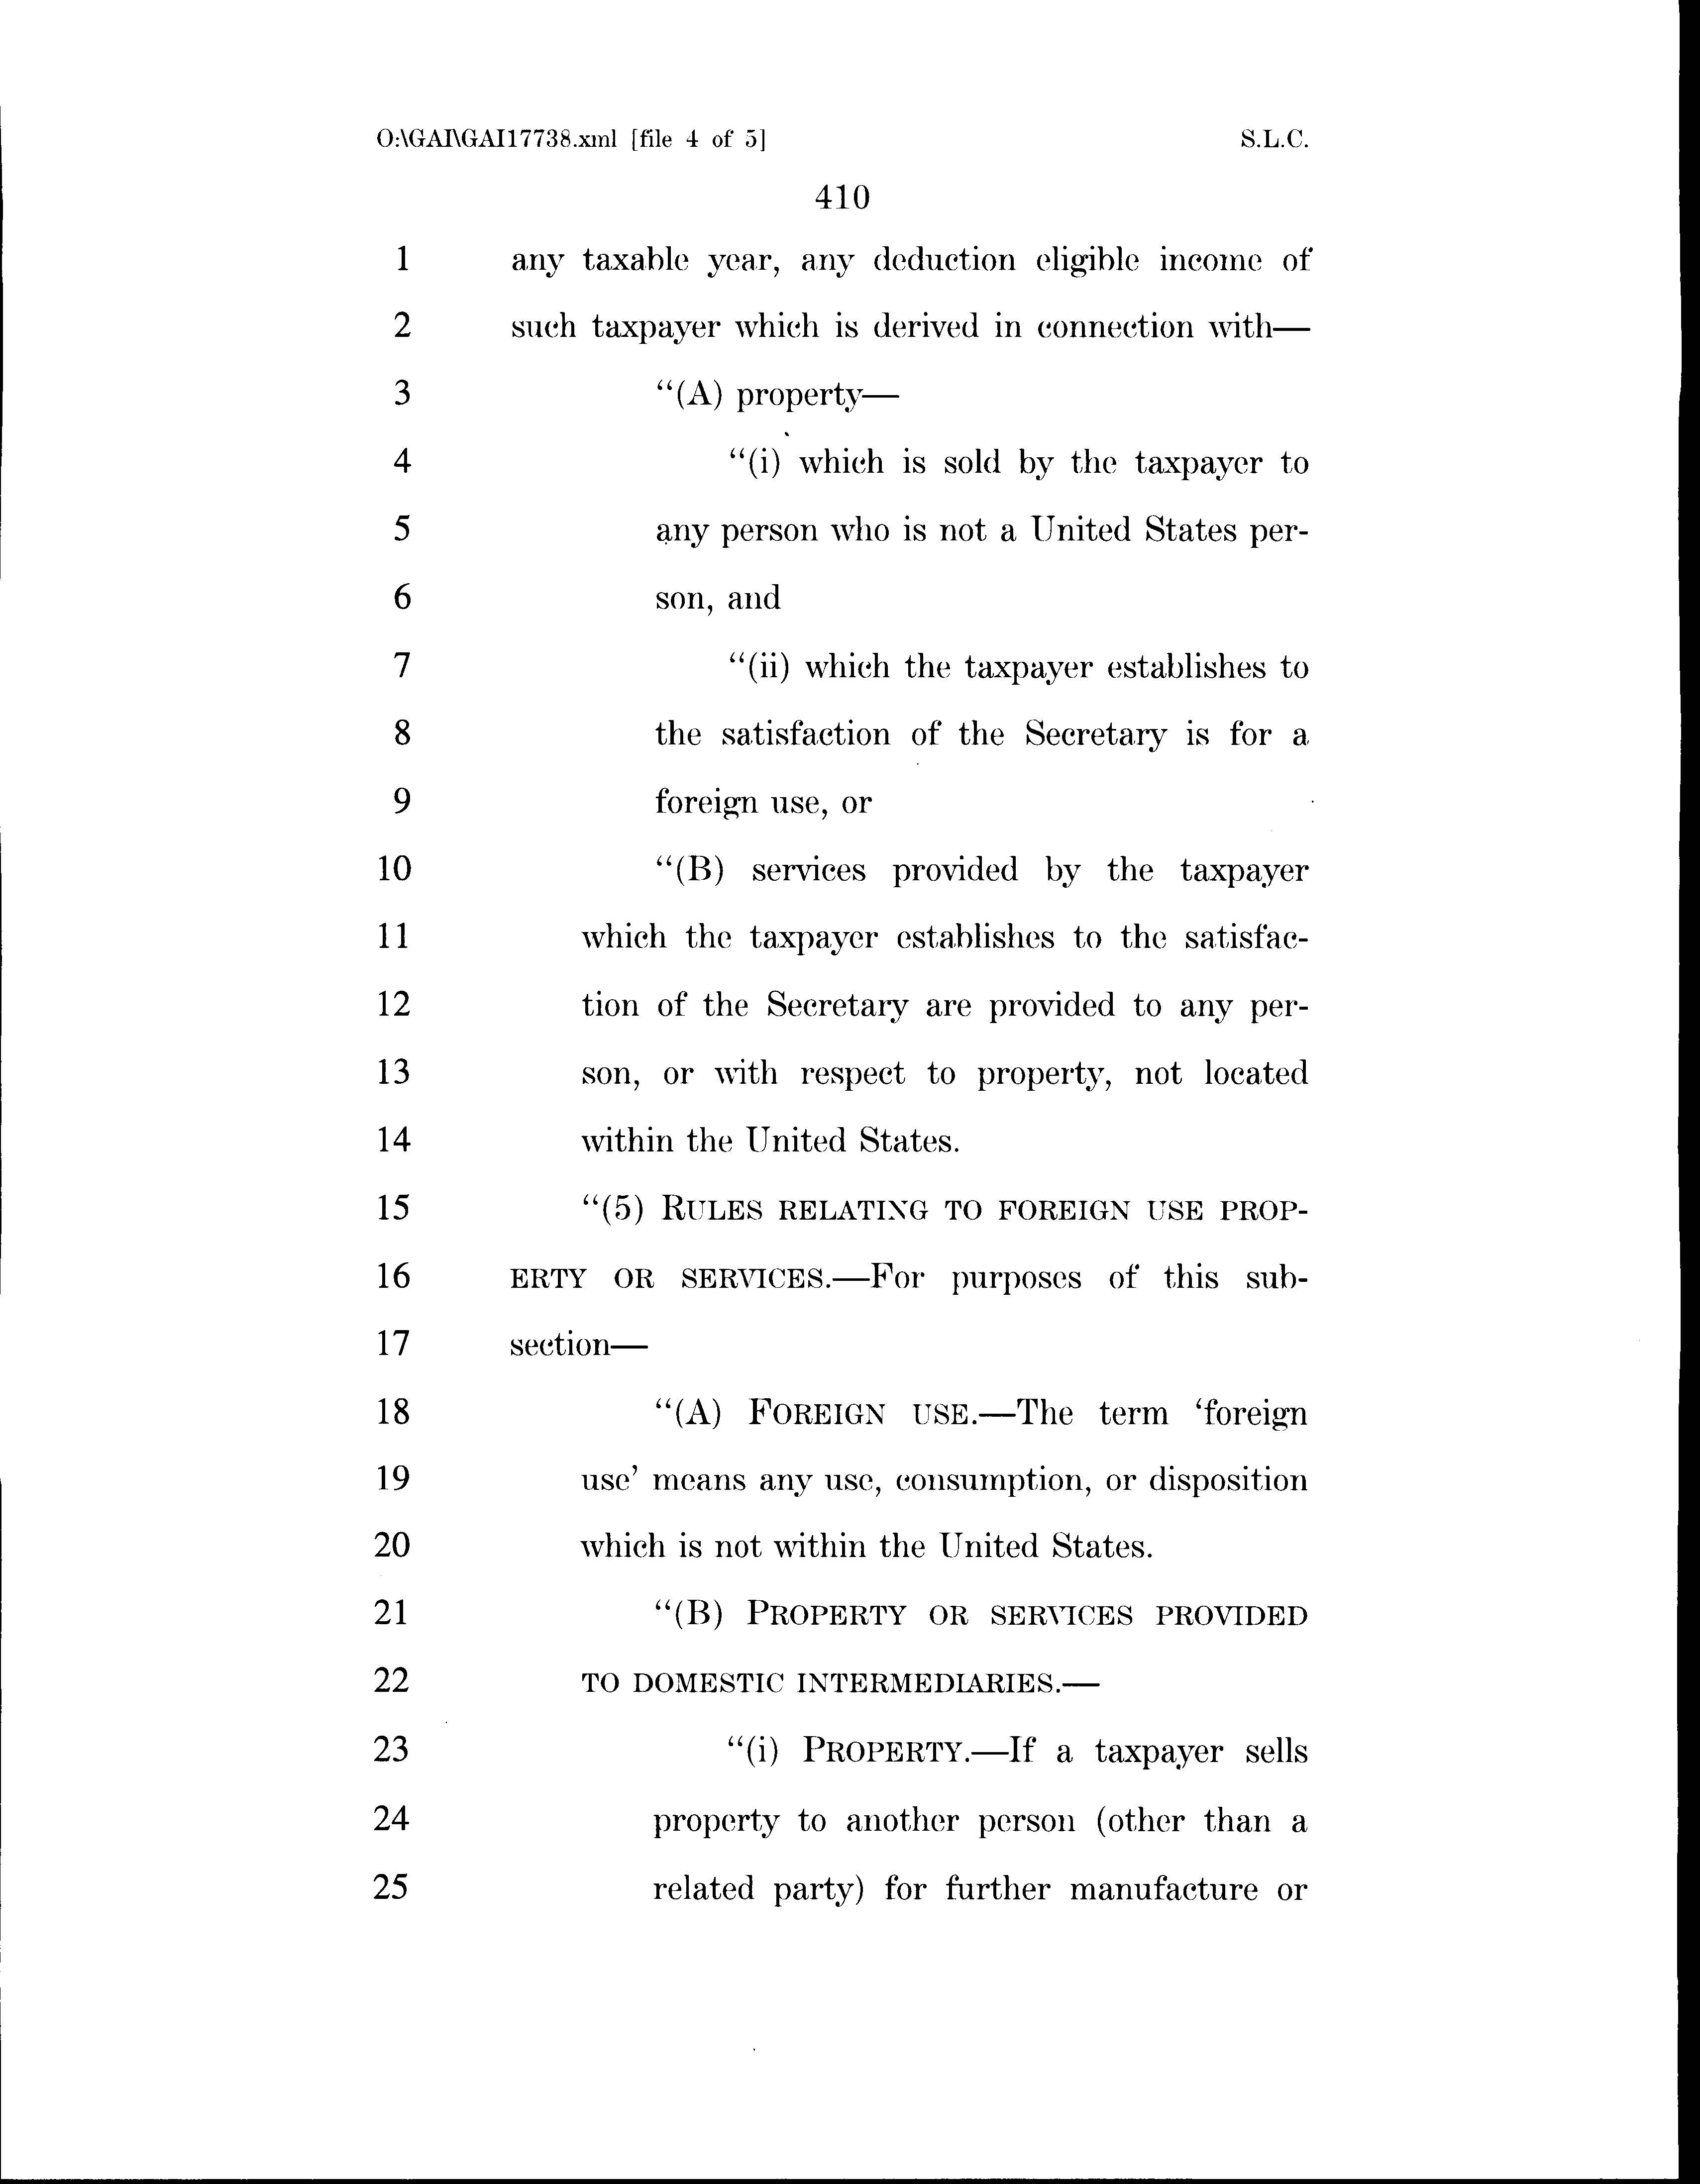 O:\GAI\GAI17738.xml [file 4 of 5] S.L.C.
410
1 any taxable year, any deduction eligible income of
2 such taxpayer which is derived in connection with—
3 “(A) property—
4 “(i) which is sold by the taxpayer to
5 any person who is not a United States per-
6 son, and
7 “(ii) which the taxpayer establishes to
8 the satisfaction of the Secretary is for a
9 foreign use, or
10 “(B) services provided by the taxpayer
11 which the taxpayer establishes to the satisfac-
12 tion of the Secretary are provided to any per-
13 son, or with respect to property, not located
14 within the United States.
15 “(5) RULES RELATING TO FOREIGN USE PROP-
16 ERTY OR SERVICES.—For purposes of this sub-
17 section—
18 “(A) FOREIGN USE.—The term ‘foreign
19 use’ means any use, consumption, or disposition
20 which is not within the United States.
21 “(B) PROPERTY OR SERVICES PROVIDED
22 TO DOMESTIC INTERMEDIARIES.—
23 “(i) PROPERTY.—If a taxpayer sells
24 property to another person (other than a
25 related party) for further manufacture or